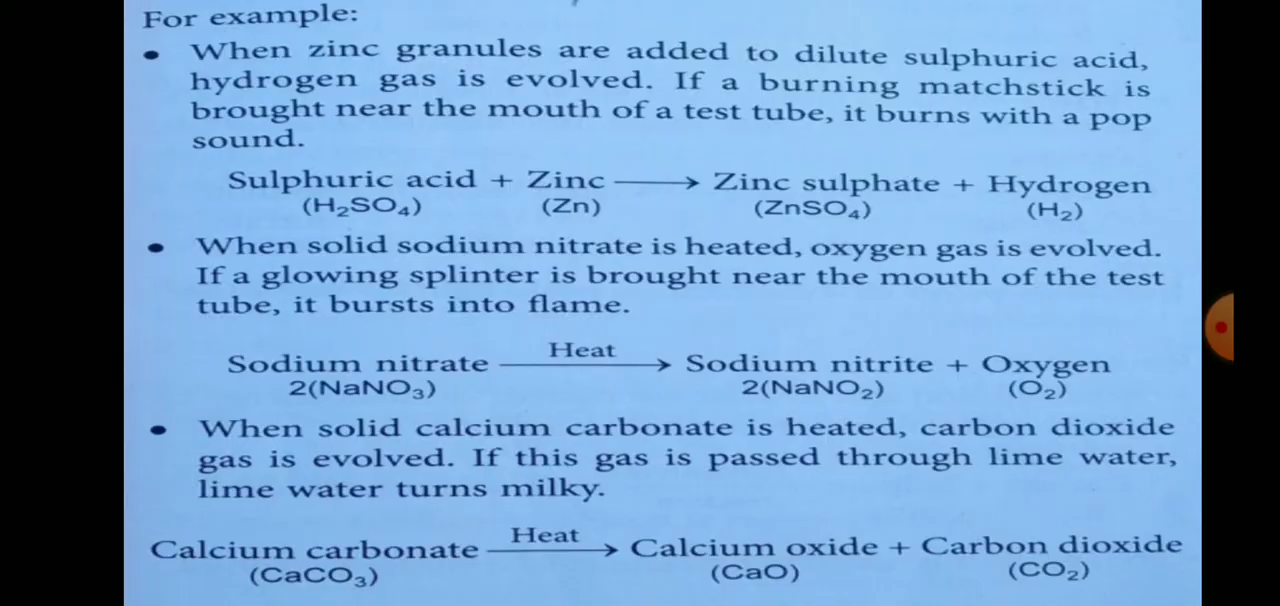 For example:
• When zinc granules are added to dilute sulphuric acid,
hydrogen gas is evolved. If a burning matchstick is
brought near the mouth of a test tube, it burns with a pop
sound.
Sulphuric acid + Zinc ⟶ Zinc sulphate + Hydrogen
(H₂SO₄) (Zn) (ZnSO₄) (H₂)
• When solid sodium nitrate is heated, oxygen gas is evolved.
If a glowing splinter is brought near the mouth of the test
tube, it bursts into flame.
Heat
Sodium nitrate ⟶ Sodium nitrite + Oxygen
2(NaNO₃) 2(NaNO₂) (O₂)
• When solid calcium carbonate is heated, carbon dioxide
gas is evolved. If this gas is passed through lime water,
lime water turns milky.
Heat
Calcium carbonate ⟶ Calcium oxide + Carbon dioxide
(CaCO₃) (CaO) (CO₂)